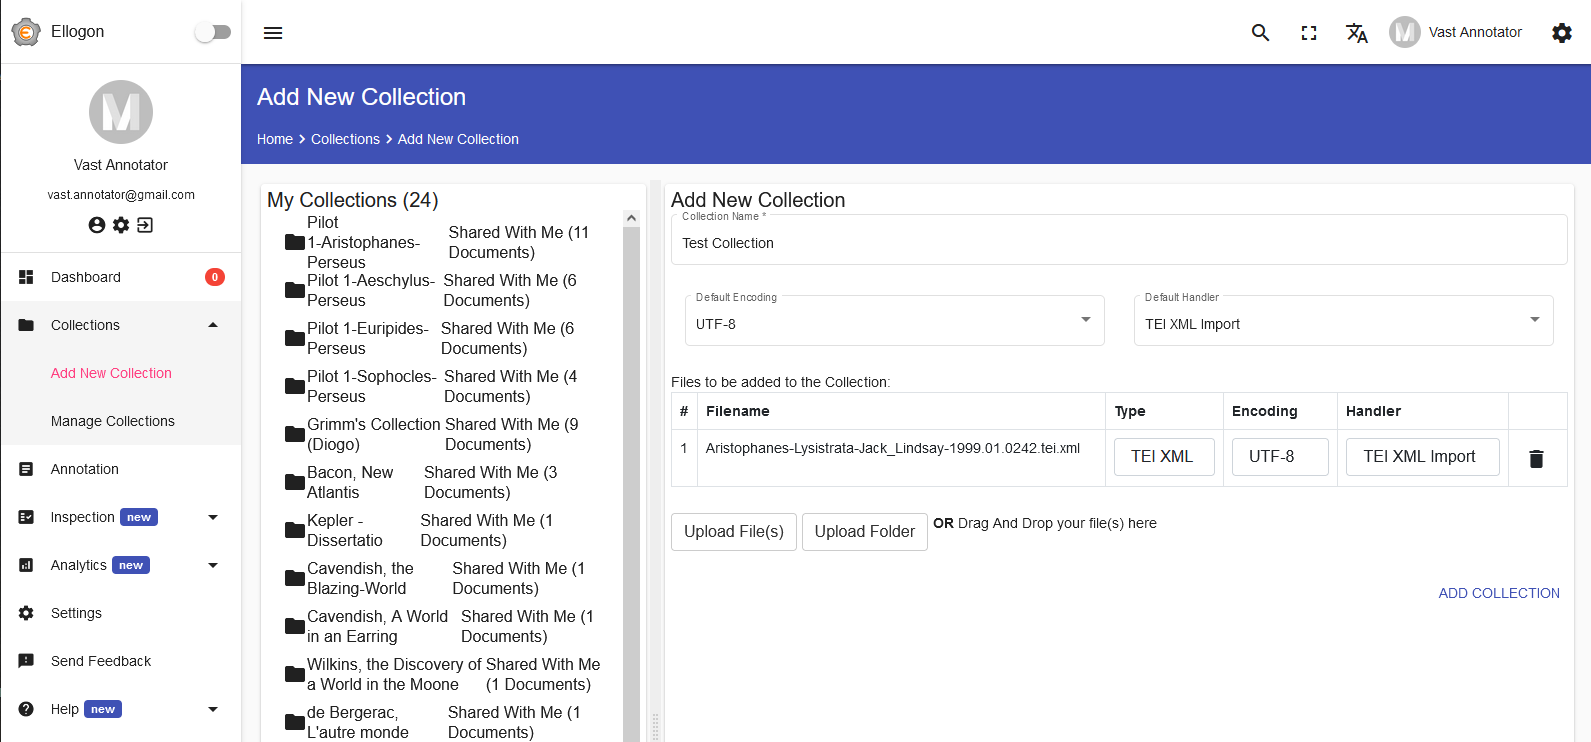 Ellogon
Vast Annotator
Add New Collection
Home > Collections > Add New Collection
Vast Annotator
vast.annotator@gmail.com
Dashboard 0
Collections
Add New Collection
Manage Collections
Annotation
Inspection new
Analytics new
Settings
Send Feedback
Help new
My Collections (24)
Pilot
1-Aristophanes-
Perseus
Shared With Me (11
Documents)
Pilot 1-Aeschylus-
Perseus
Shared With Me (6
Documents)
Pilot 1-Euripides-
Perseus
Shared With Me (6
Documents)
Pilot 1-Sophocles-
Perseus
Shared With Me (4
Documents)
Grimm's Collection
(Diogo)
Shared With Me (9
Documents)
Bacon, New
Atlantis
Shared With Me (3
Documents)
Kepler -
Dissertatio
Shared With Me (1
Documents)
Cavendish, the
Blazing-World
Shared With Me (1
Documents)
Cavendish, A World
in an Earring
Shared With Me (1
Documents)
Wilkins, the Discovery of
a World in the Moone
Shared With Me
(1 Documents)
de Bergerac,
L'autre monde
Shared With Me (1
Documents)
Add New Collection
Collection Name *
Test Collection
Default Encoding
UTF-8
Default Handler
TEI XML Import
Files to be added to the Collection:
# Filename Type Encoding Handler
1 Aristophanes-Lysistrata-Jack_Lindsay-1999.01.0242.tei.xml TEI XML UTF-8 TEI XML Import
Upload File(s) Upload Folder OR Drag And Drop your file(s) here
ADD COLLECTION